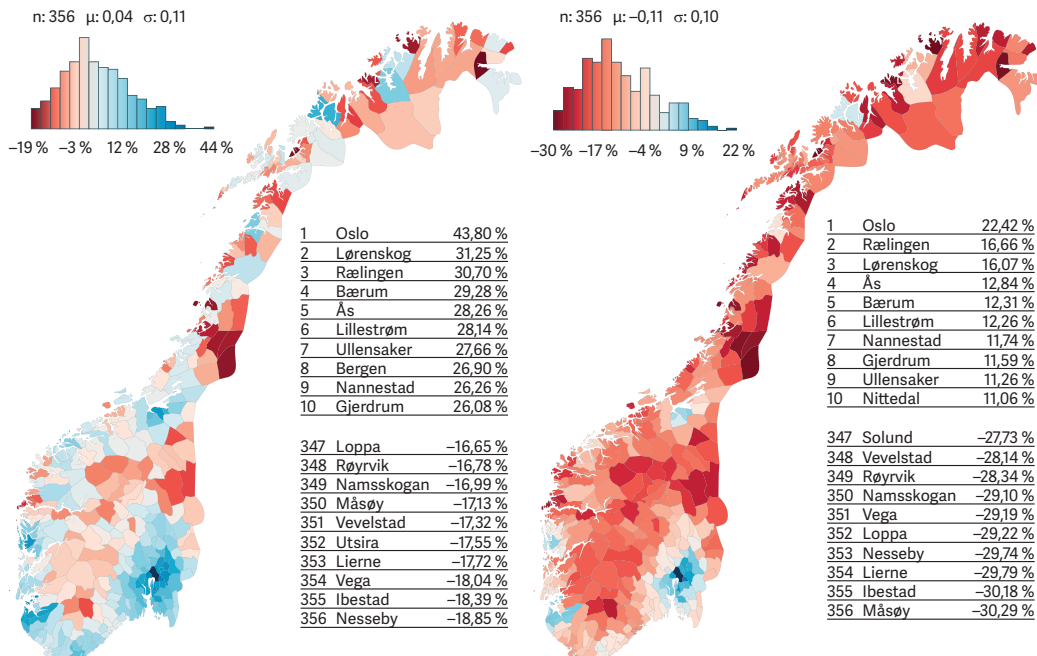 n: 356 μ: 0,04 σ: 0,11
–19 % –3 % 12 % 28 % 44 %
1 Oslo 43,80 %
2 Lørenskog 31,25 %
3 Rælingen 30,70 %
4 Bærum 29,28 %
5 Ås 28,26 %
6 Lillestrøm 28,14 %
7 Ullensaker 27,66 %
8 Bergen 26,90 %
9 Nannestad 26,26 %
10 Gjerdrum 26,08 %
347 Loppa –16,65 %
348 Røyrvik –16,78 %
349 Namsskogan –16,99 %
350 Måsøy –17,13 %
351 Vevelstad –17,32 %
352 Utsira –17,55 %
353 Lierne –17,72 %
354 Vega –18,04 %
355 Ibestad –18,39 %
356 Nesseby –18,85 %
n: 356 μ: –0,11 σ: 0,10
–30 % –17 % –4 % 9 % 22 %
1 Oslo 22,42 %
2 Rælingen 16,66 %
3 Lørenskog 16,07 %
4 Ås 12,84 %
5 Bærum 12,31 %
6 Lillestrøm 12,26 %
7 Nannestad 11,74 %
8 Gjerdrum 11,59 %
9 Ullensaker 11,26 %
10 Nittedal 11,06 %
347 Solund –27,73 %
348 Vevelstad –28,14 %
349 Røyrvik –28,34 %
350 Namsskogan –29,10 %
351 Vega –29,19 %
352 Loppa –29,22 %
353 Nesseby –29,74 %
354 Lierne –29,79 %
355 Ibestad –30,18 %
356 Måsøy –30,29 %